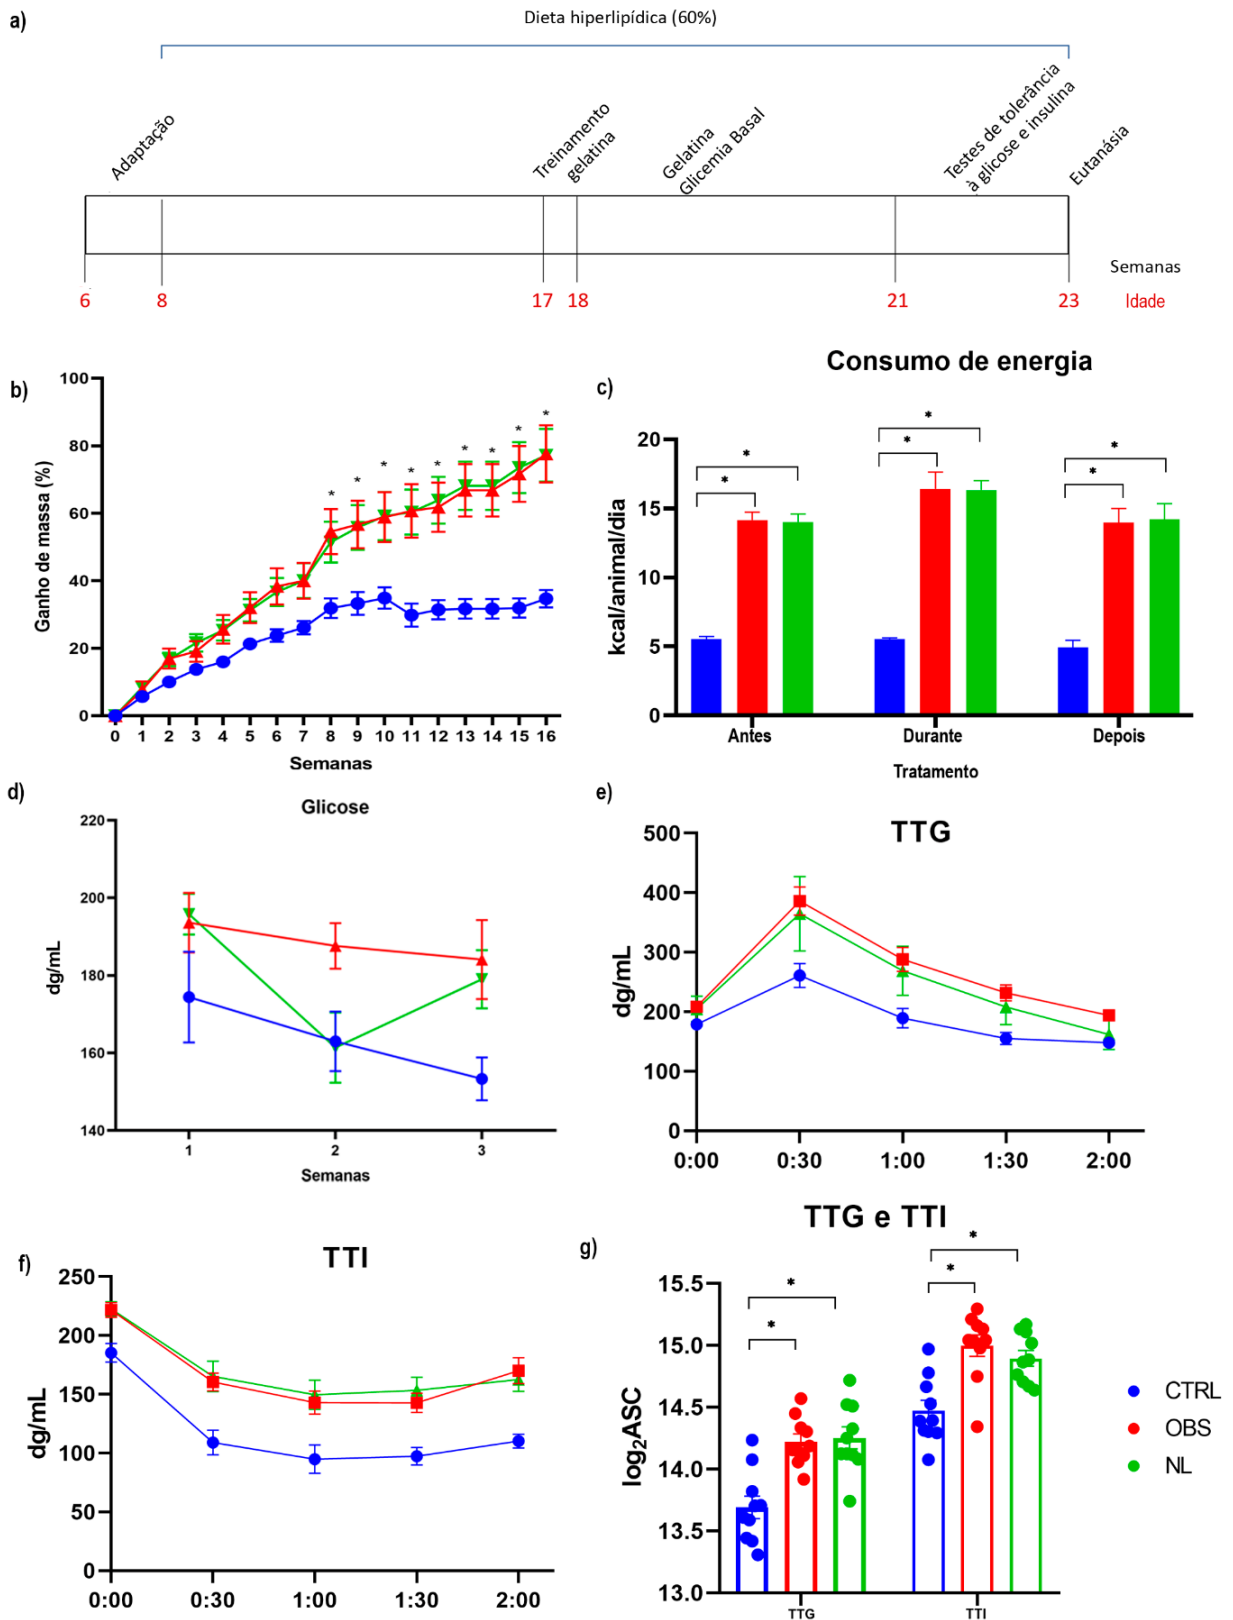 a)
Dieta hiperlipídica (60%)
Adaptação
Treinamento
gelatina
Gelatina
Glicemia Basal
Testes de tolerância
à glicose e insulina
Eutanásia
Semanas
6 8 17 18 21 23 Idade
b)
100
80
60
40
20
0
Ganho de massa (%)
* * * * * * * * *
0 1 2 3 4 5 6 7 8 9 10 11 12 13 14 15 16
Semanas
c)
Consumo de energia
20
15
10
5
0
kcal/animal/dia
* * * * * *
Antes Durante Depois
Tratamento
d)
Glicose
220
200
180
160
140
dg/mL
1 2 3
Semanas
e)
TTG
500
400
300
200
100
0
dg/mL
0:00 0:30 1:00 1:30 2:00
f)
TTI
250
200
150
100
50
0
dg/mL
0:00 0:30 1:00 1:30 2:00
g)
TTG e TTI
15.5
15.0
14.5
14.0
13.5
13.0
log2ASC
* * * *
TTG TTI
CTRL
OBS
NL